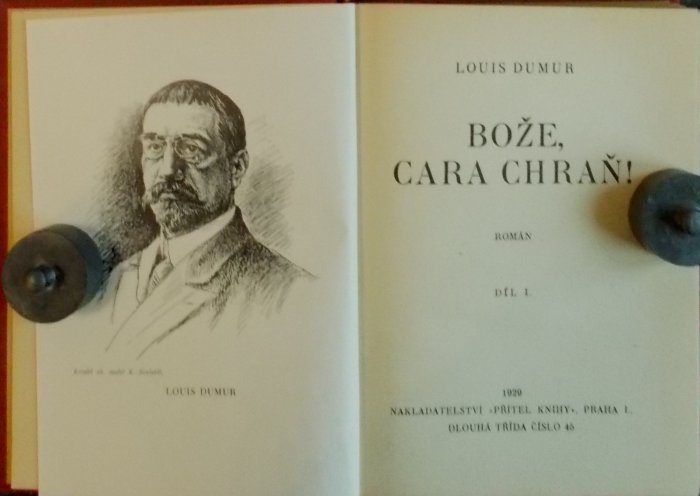 LOUIS DUMUR
LOUIS DUMUR
BOŽE,
CARA CHRAŇ!
ROMÁN
DÍL I.
1929
NAKLADATELSTVÍ »PŘÍTEL KNIHY«, PRAHA I.
DLOUHÁ TŘÍDA ČÍSLO 46